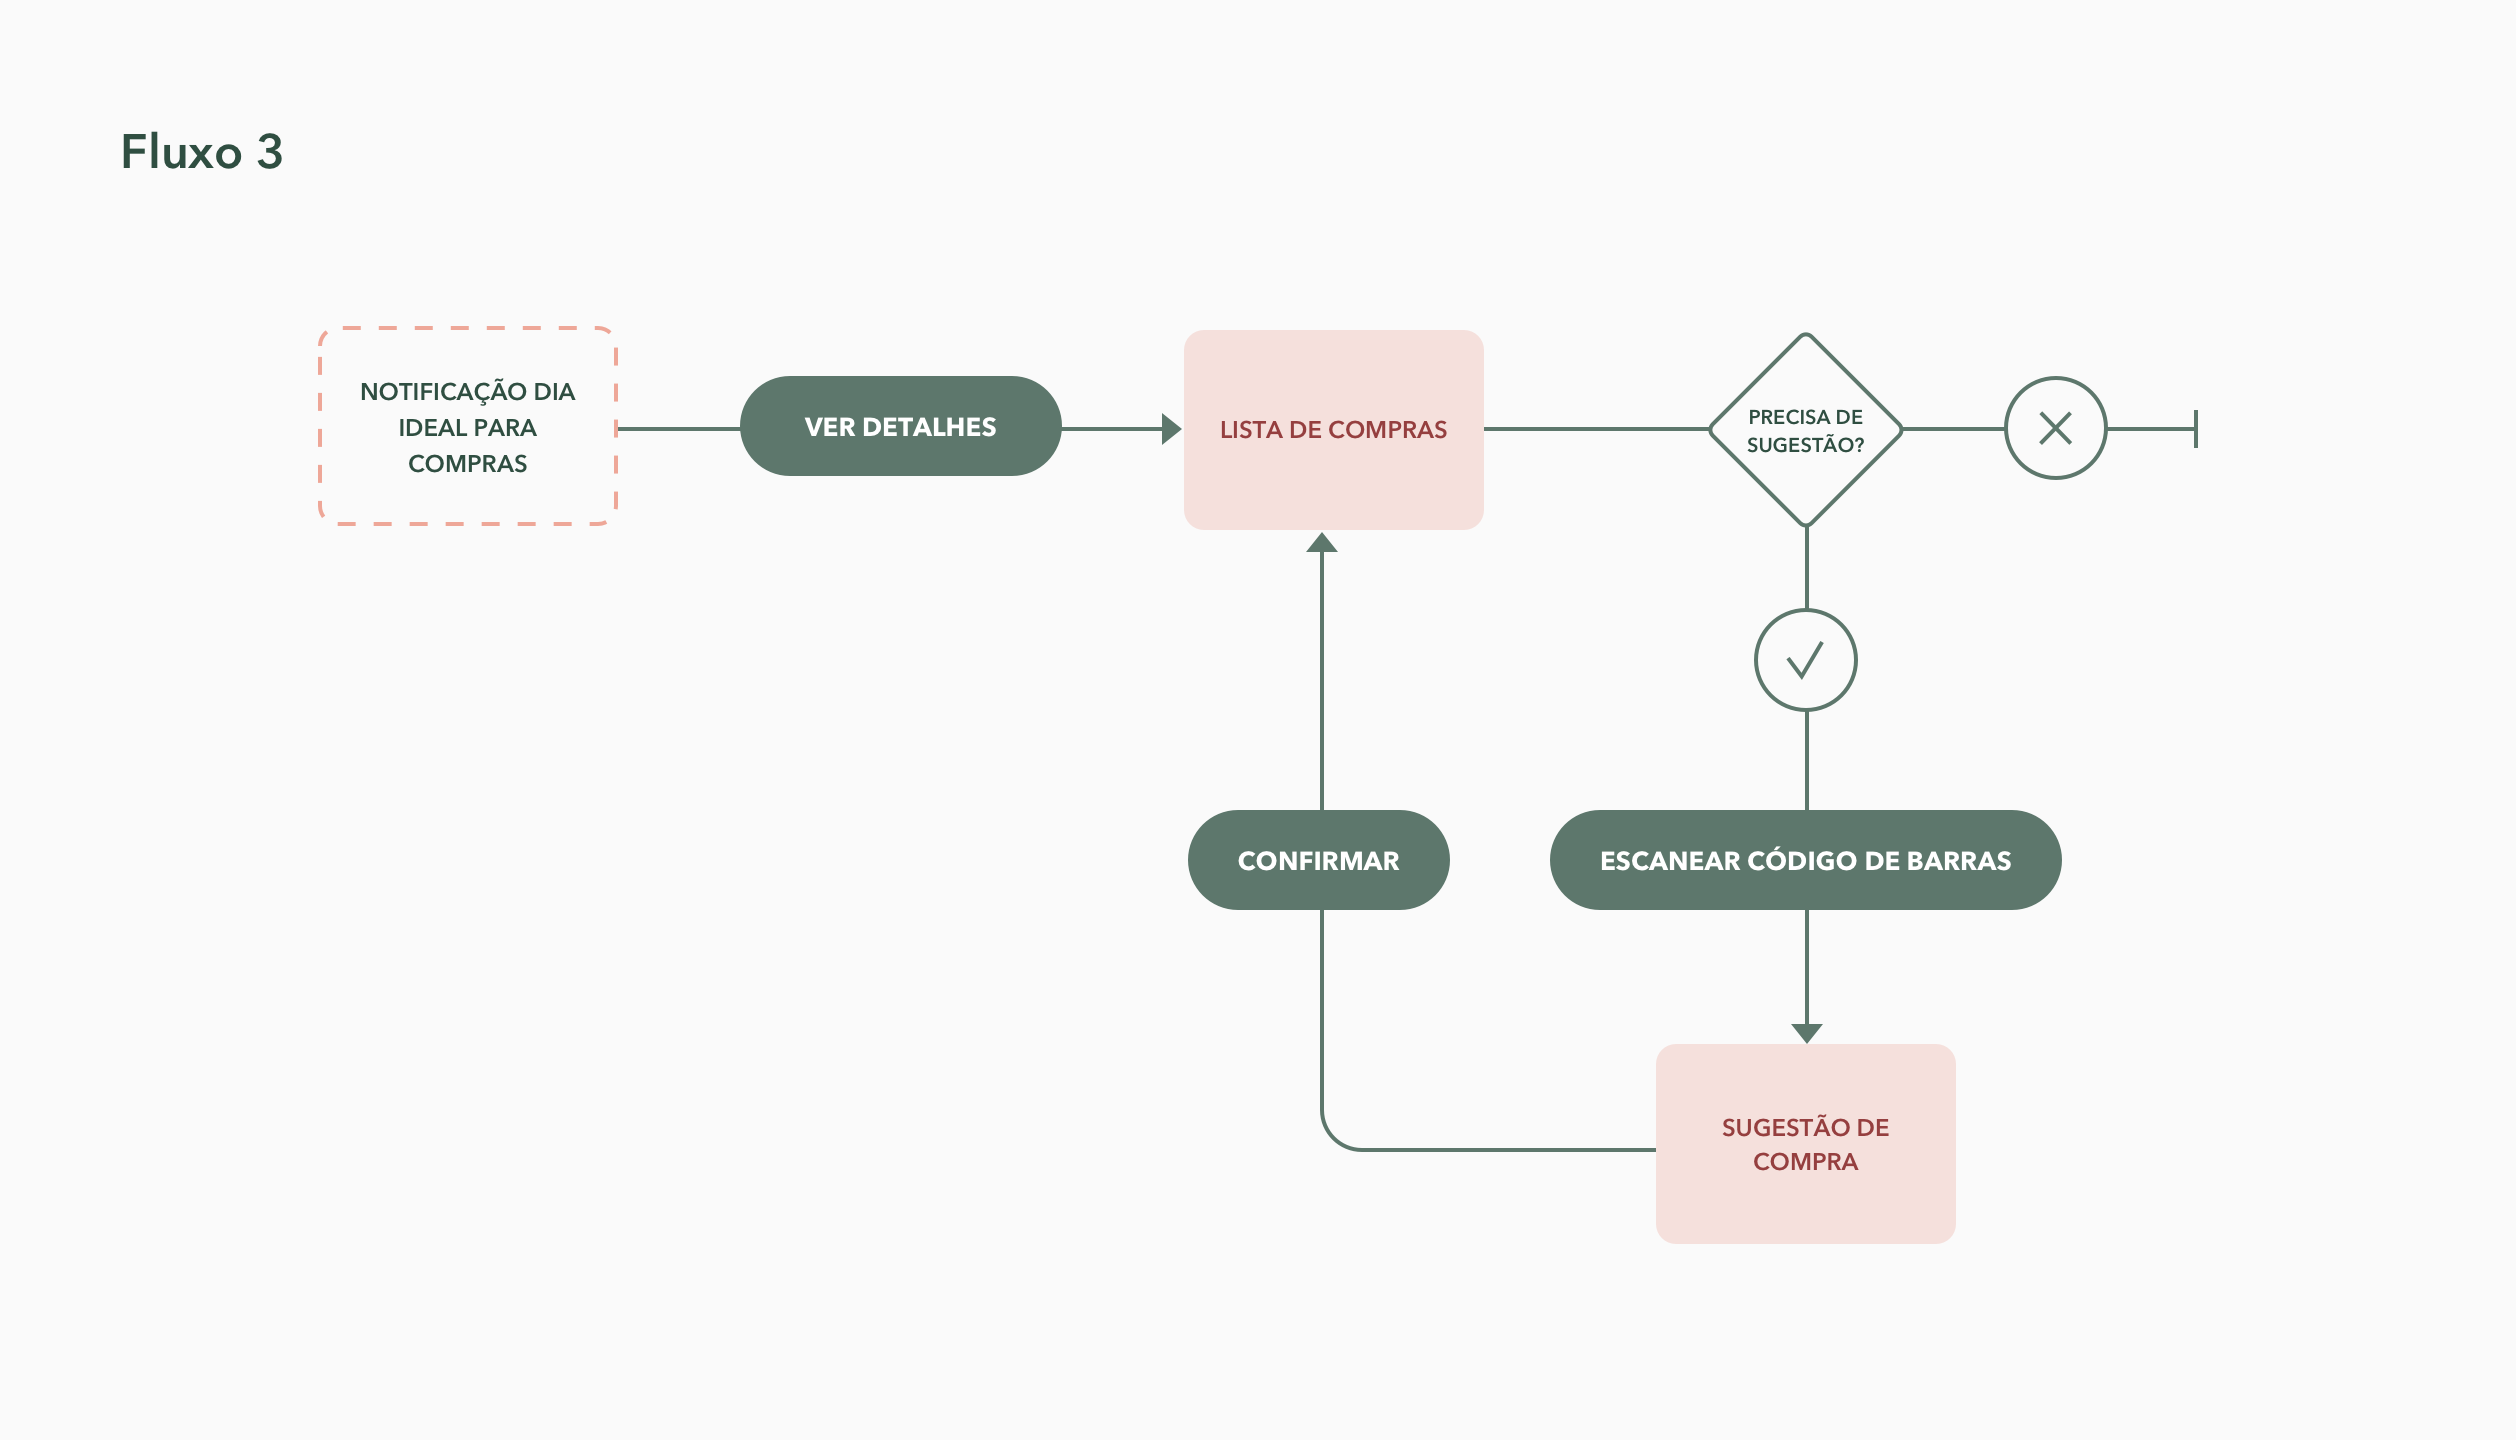 Fluxo 3
NOTIFICAÇÃO DIA
IDEAL PARA
COMPRAS
VER DETALHES
LISTA DE COMPRAS
PRECISA DE
SUGESTÃO?
CONFIRMAR
ESCANEAR CÓDIGO DE BARRAS
SUGESTÃO DE
COMPRA